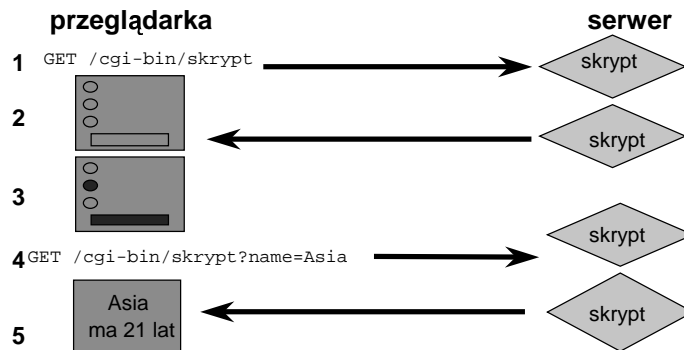 przeglądarka serwer
1 GET /cgi-bin/skrypt skrypt
2 skrypt
3
4 GET /cgi-bin/skrypt?name=Asia skrypt
5 Asia
ma 21 lat skrypt